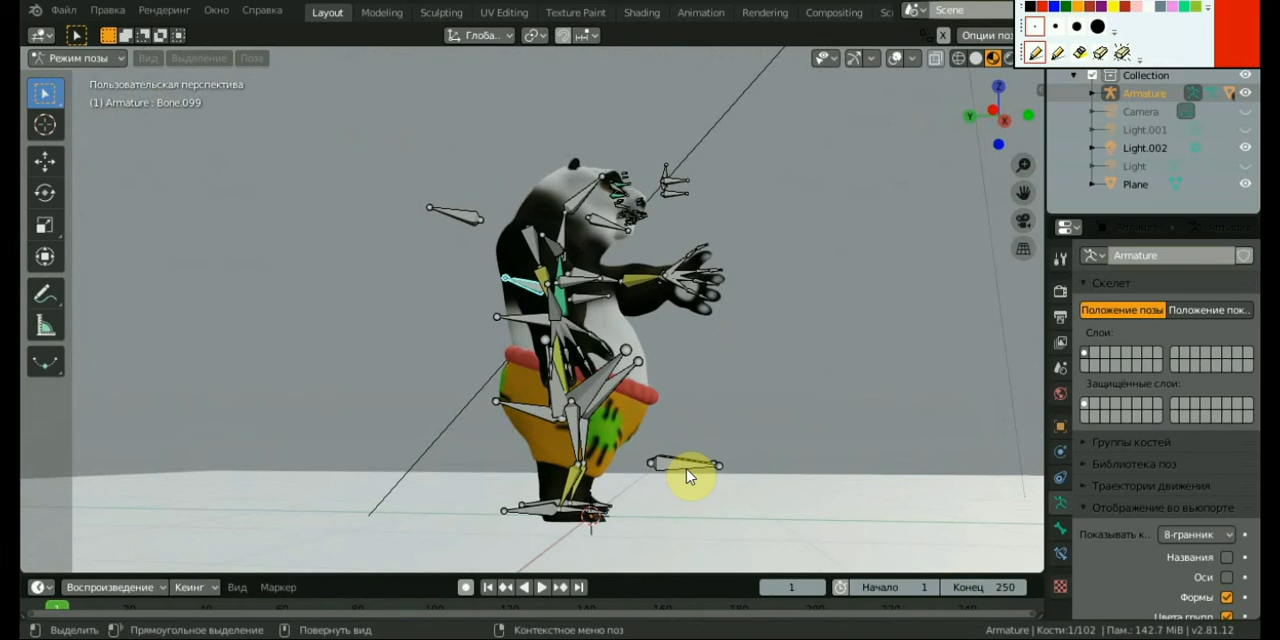 Файл Правка Рендеринг Окно Справка Layout Modeling Sculpting UV Editing Texture Paint Shading Animation Rendering Compositing Sc Scene
Глоба.. X Опции поз
Режим позы Вид Выделение Поза
Пользовательская перспектива
(1) Armature : Bone.099
Z
Y
X
Collection
Armature
Camera
Light.001
Light.002
Light
Plane
Armature
Скелет
Положение позы Положение пок..
Слои:
Защищённые слои:
Группы костей
Библиотека поз
Траектории движения
Отображение во вьюпорте
Показывать к.. 8-гранник
Названия
Оси
Формы
Цвета групп
Воспроизведение Кеинг Вид Маркер 1 Начало 1 Конец 250
Выделить Прямоугольное выделение Повернуть вид Контекстное меню поз Armature | Кости:1/102 | Пам.: 142.7 MiB | v2.81.12